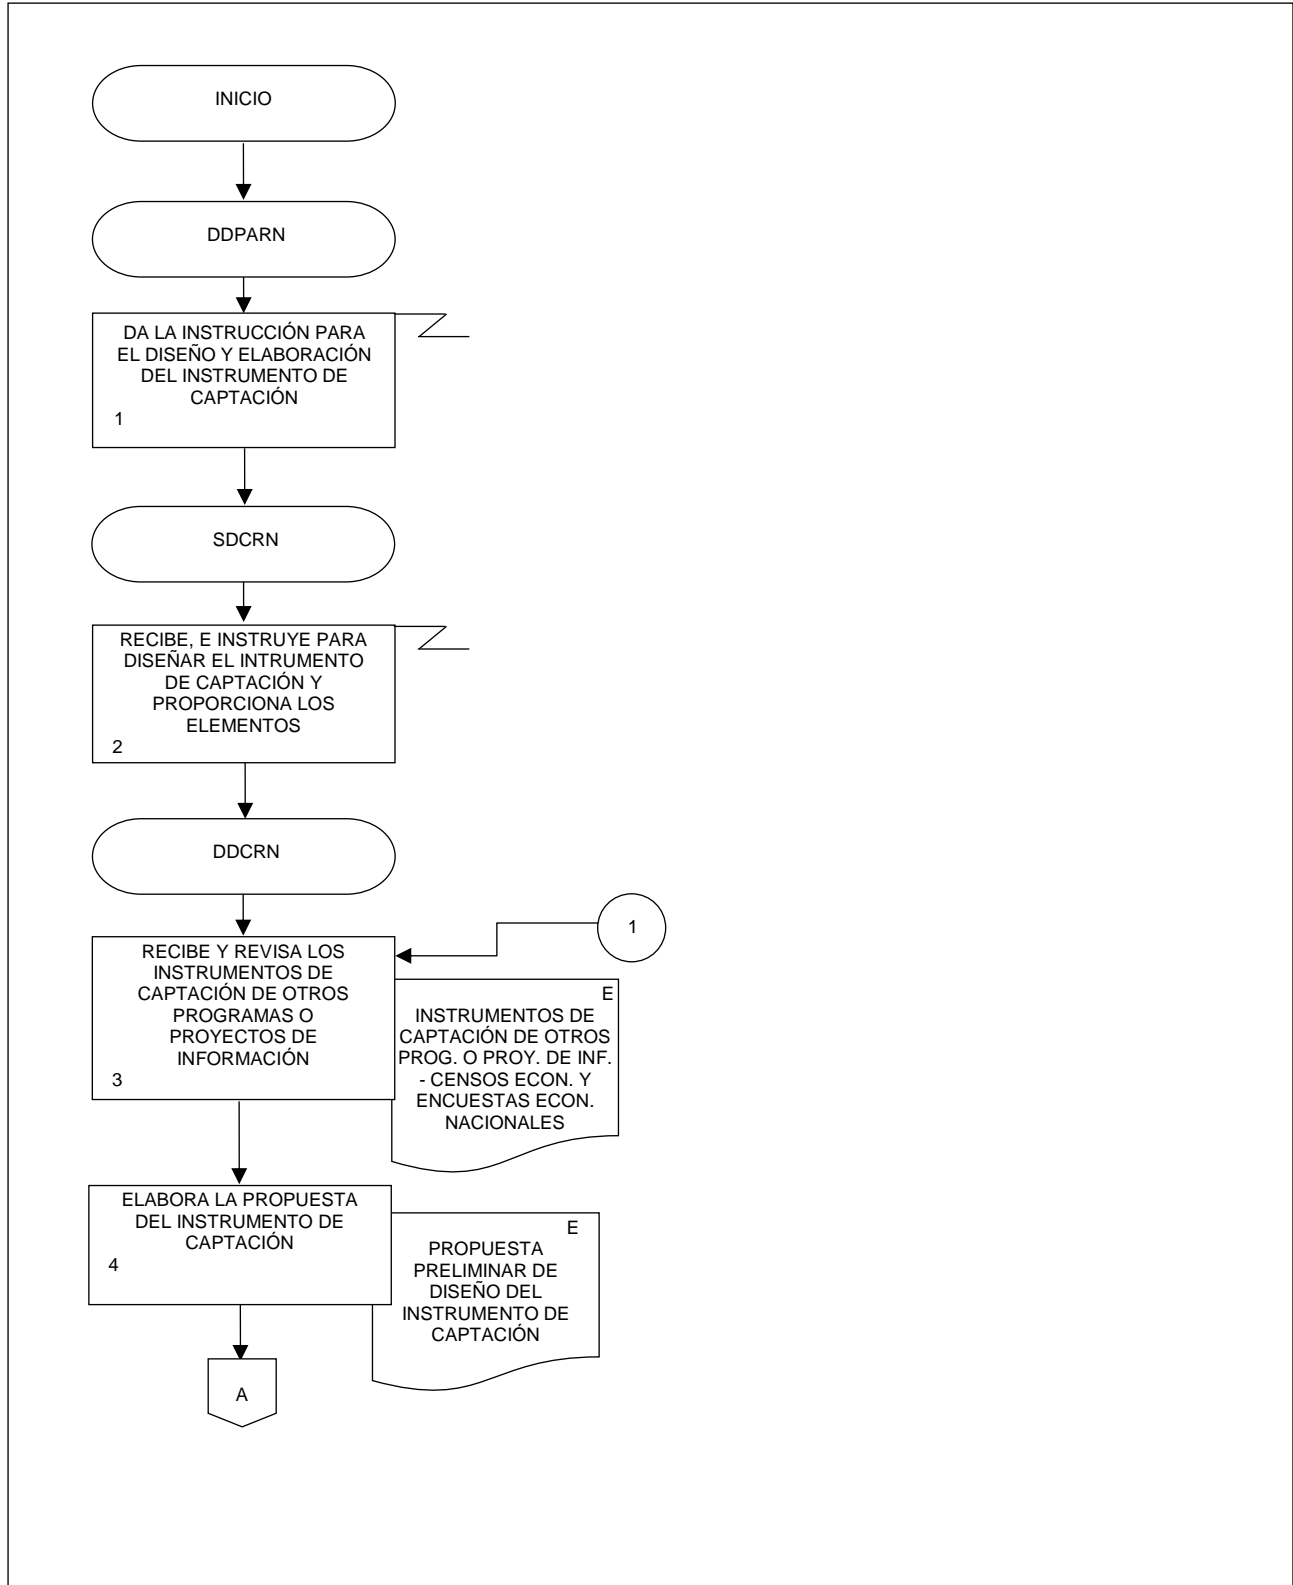 INICIO
DDPARN
DA LA INSTRUCCIÓN PARA
EL DISEÑO Y ELABORACIÓN
DEL INSTRUMENTO DE
CAPTACIÓN
1
SDCRN
RECIBE, E INSTRUYE PARA
DISEÑAR EL INTRUMENTO
DE CAPTACIÓN Y
PROPORCIONA LOS
ELEMENTOS
2
DDCRN
1
RECIBE Y REVISA LOS
INSTRUMENTOS DE
CAPTACIÓN DE OTROS
PROGRAMAS O
PROYECTOS DE
INFORMACIÓN
3
E
INSTRUMENTOS DE
CAPTACIÓN DE OTROS
PROG. O PROY. DE INF.
- CENSOS ECON. Y
ENCUESTAS ECON.
NACIONALES
ELABORA LA PROPUESTA
DEL INSTRUMENTO DE
CAPTACIÓN
4
E
PROPUESTA
PRELIMINAR DE
DISEÑO DEL
INSTRUMENTO DE
CAPTACIÓN
A